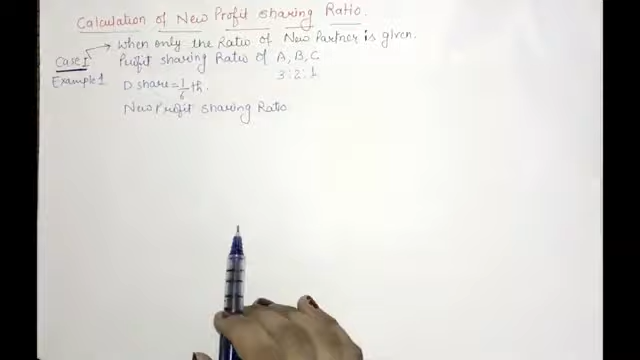 Calculation of New Profit sharing Ratio.
Case I → When only the Ratio of New Partner is given.
Example 1 Profit sharing Ratio of A, B, C
3:2:1
D share = 1/6 th.
New Profit sharing Ratio